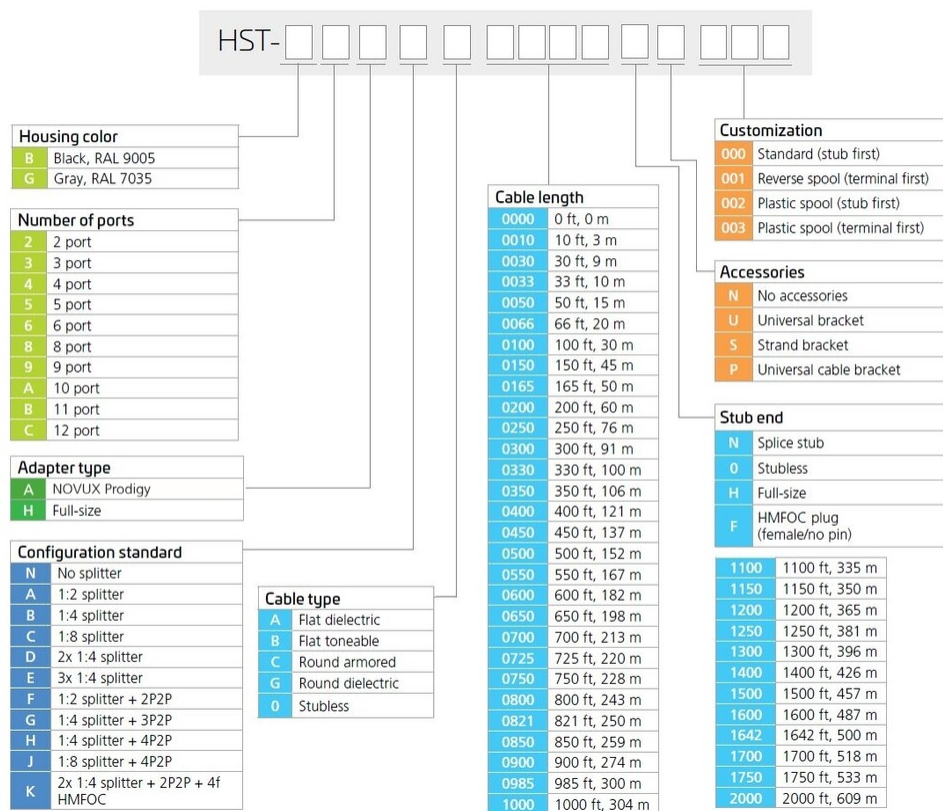 HST-
Housing color
B Black, RAL 9005
G Gray, RAL 7035
Number of ports
2 2 port
3 3 port
4 4 port
5 5 port
6 6 port
8 8 port
9 9 port
A 10 port
B 11 port
C 12 port
Adapter type
A NOVUX Prodigy
H Full-size
Configuration standard
N No splitter
A 1:2 splitter
B 1:4 splitter
C 1:8 splitter
D 2x 1:4 splitter
E 3x 1:4 splitter
F 1:2 splitter + 2P2P
G 1:4 splitter + 3P2P
H 1:4 splitter + 4P2P
J 1:8 splitter + 4P2P
K 2x 1:4 splitter + 2P2P + 4f
HMFOC
Cable type
A Flat dielectric
B Flat toneable
C Round armored
G Round dielectric
0 Stubless
Cable length
0000 0 ft, 0 m
0010 10 ft, 3 m
0030 30 ft, 9 m
0033 33 ft, 10 m
0050 50 ft, 15 m
0066 66 ft, 20 m
0100 100 ft, 30 m
0150 150 ft, 45 m
0165 165 ft, 50 m
0200 200 ft, 60 m
0250 250 ft, 76 m
0300 300 ft, 91 m
0330 330 ft, 100 m
0350 350 ft, 106 m
0400 400 ft, 121 m
0450 450 ft, 137 m
0500 500 ft, 152 m
0550 550 ft, 167 m
0600 600 ft, 182 m
0650 650 ft, 198 m
0700 700 ft, 213 m
0725 725 ft, 220 m
0750 750 ft, 228 m
0800 800 ft, 243 m
0821 821 ft, 250 m
0850 850 ft, 259 m
0900 900 ft, 274 m
0985 985 ft, 300 m
1000 1000 ft, 304 m
1100 1100 ft, 335 m
1150 1150 ft, 350 m
1200 1200 ft, 365 m
1250 1250 ft, 381 m
1300 1300 ft, 396 m
1400 1400 ft, 426 m
1500 1500 ft, 457 m
1600 1600 ft, 487 m
1642 1642 ft, 500 m
1700 1700 ft, 518 m
1750 1750 ft, 533 m
2000 2000 ft, 609 m
Stub end
N Splice stub
0 Stubless
H Full-size
F HMFOC plug
(female/no pin)
Accessories
N No accessories
U Universal bracket
S Strand bracket
P Universal cable bracket
Customization
000 Standard (stub first)
001 Reverse spool (terminal first)
002 Plastic spool (stub first)
003 Plastic spool (terminal first)